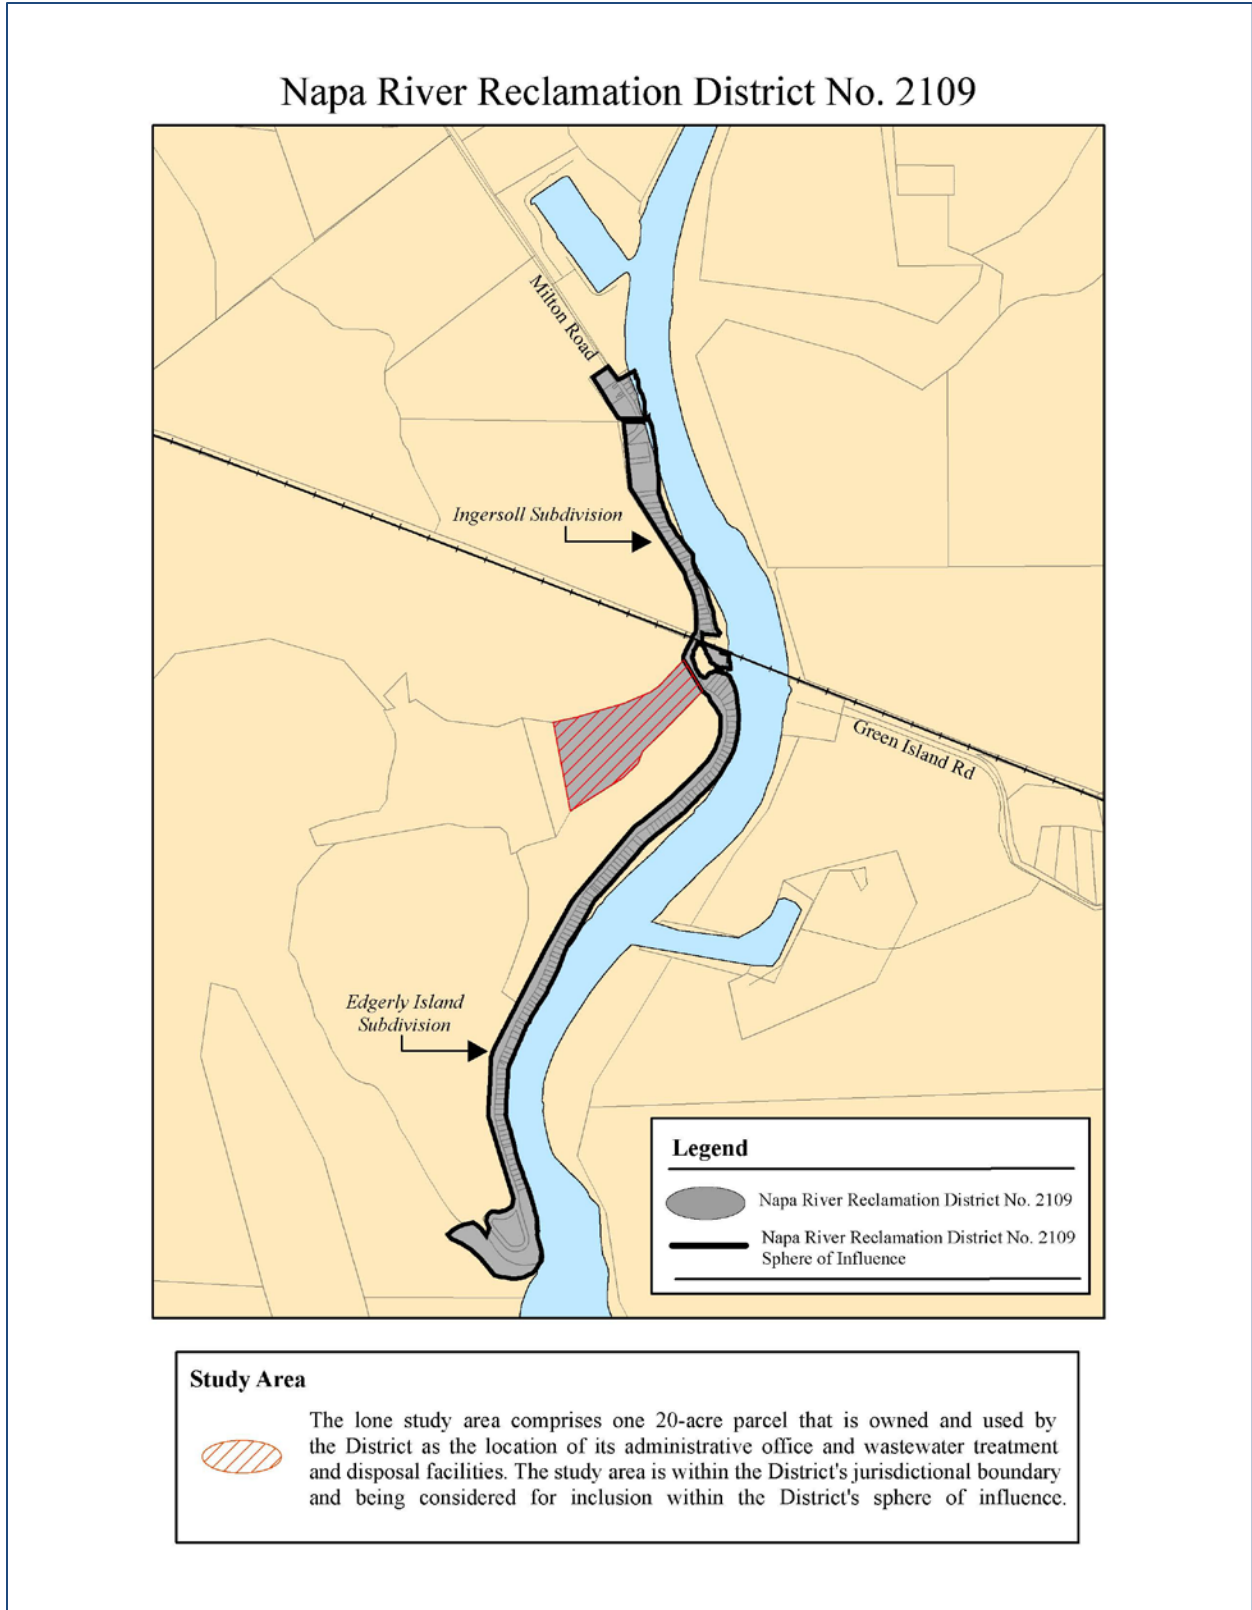 Napa River Reclamation District No. 2109
Milton Road
Ingersoll Subdivision
Green Island Rd
Edgerly Island
Subdivision
Legend
Napa River Reclamation District No. 2109
Napa River Reclamation District No. 2109
Sphere of Influence
Study Area
The lone study area comprises one 20-acre parcel that is owned and used by
the District as the location of its administrative office and wastewater treatment
and disposal facilities. The study area is within the District's jurisdictional boundary
and being considered for inclusion within the District's sphere of influence.